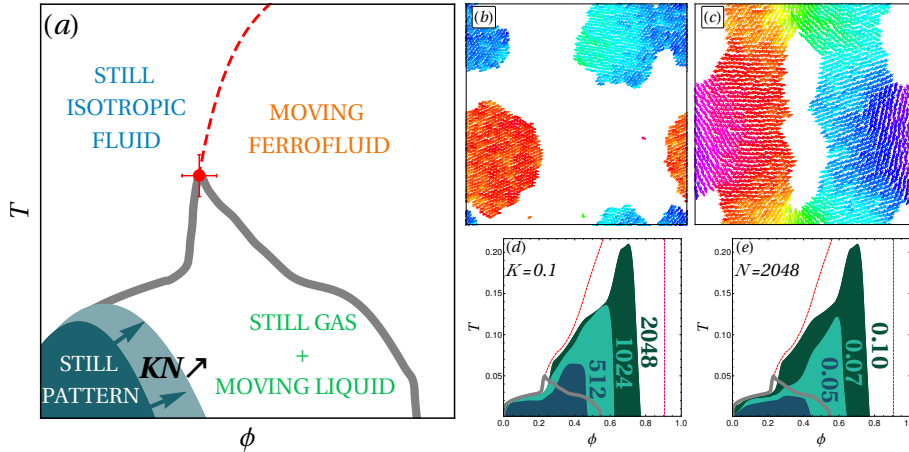 (a)
STILL
ISOTROPIC
FLUID
MOVING
FERROFLUID
T
STILL GAS
+
MOVING LIQUID
STILL
PATTERN
KN ↗
ϕ
(b)
(c)
(d)
K=0.1
T
0.20
0.15
0.10
0.05
0.0 0.2 0.4 0.6 0.8 1.0
ϕ
512
1024
2048
(e)
N=2048
T
0.20
0.15
0.10
0.05
0.0 0.2 0.4 0.6 0.8 1.0
ϕ
0.05
0.07
0.10